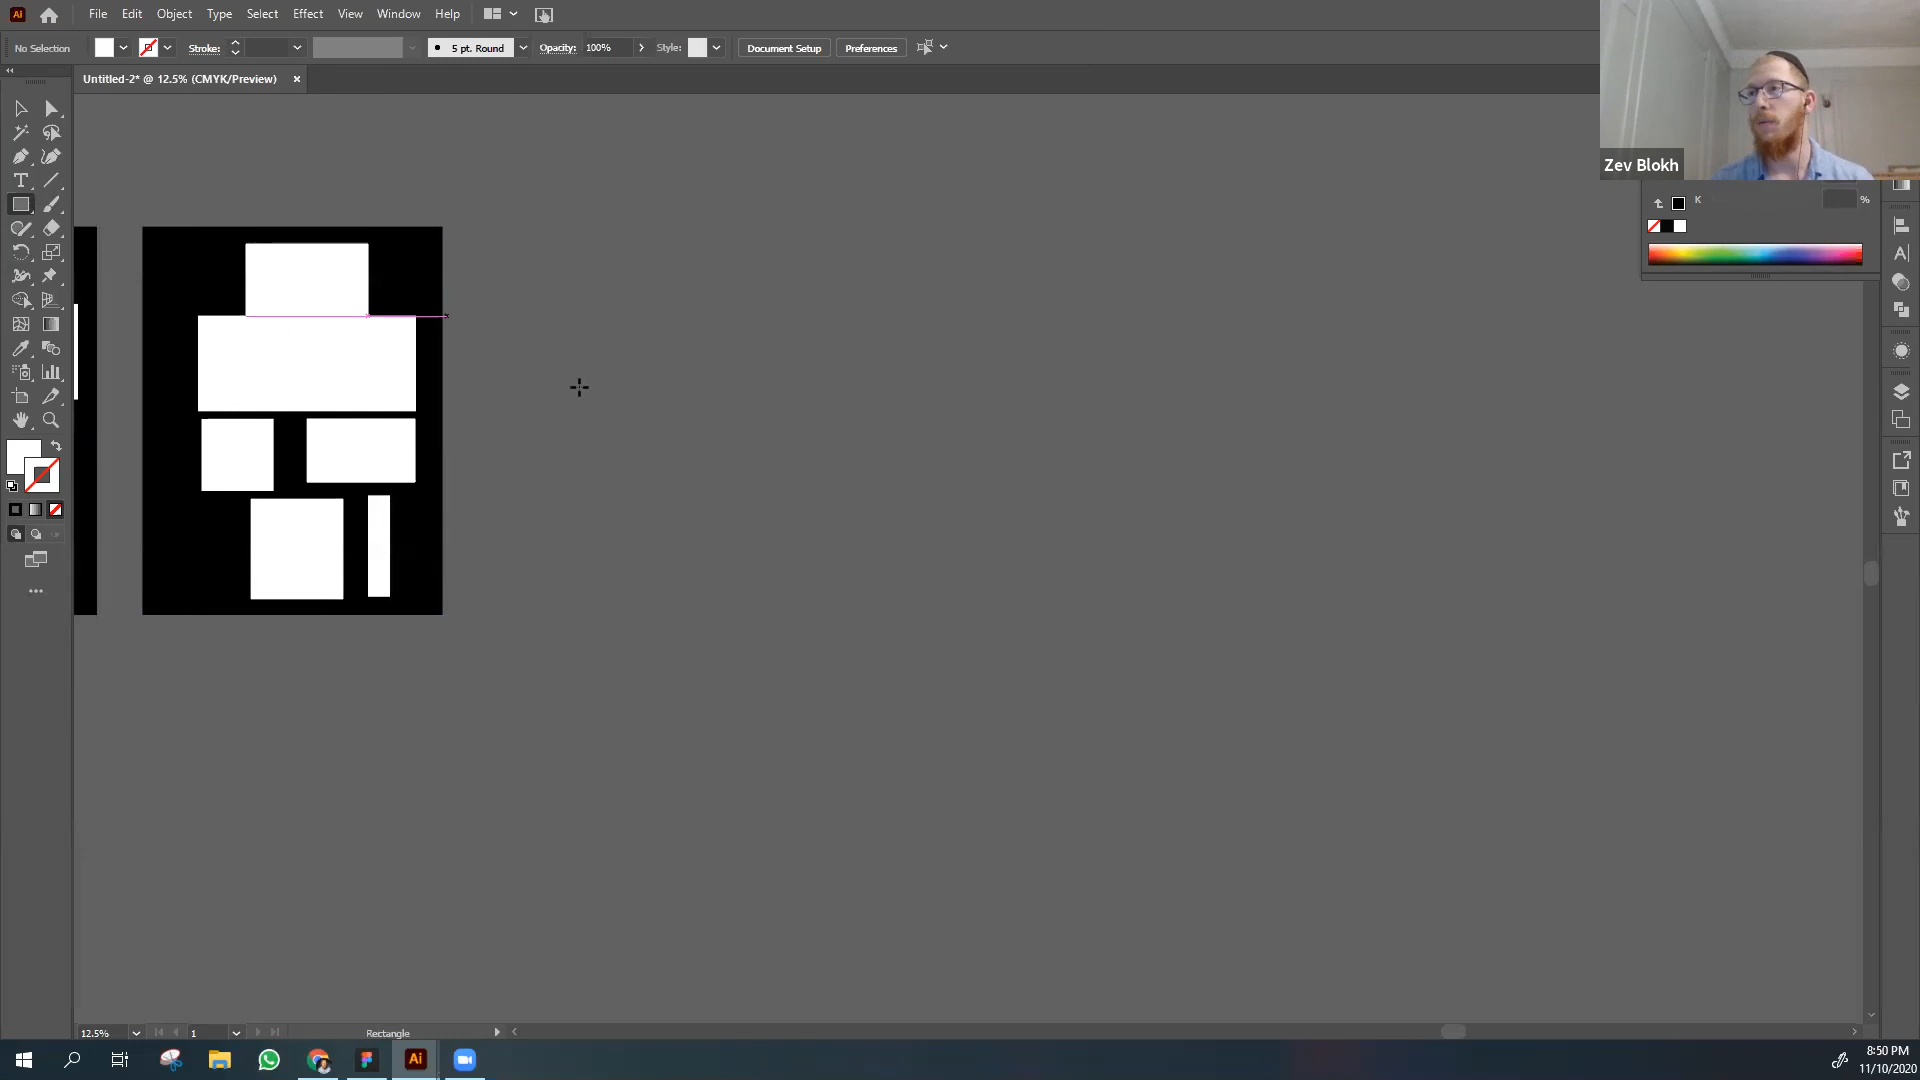 Ai File Edit Object Type Select Effect View Window Help
No Selection Stroke: 5 pt. Round Opacity: 100% Style: Document Setup Preferences
Untitled-2* @ 12.5% (CMYK/Preview)
Zev Blokh
K %
12.5% 1 Rectangle
Ai
8:50 PM
11/10/2020